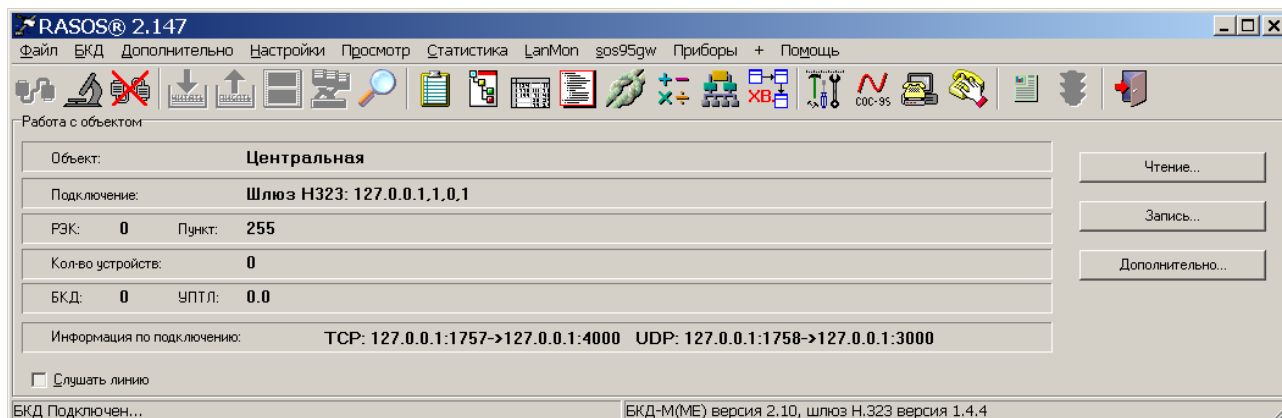 RASOS® 2.147
Файл БКД Дополнительно Настройки Просмотр Статистика LanMon sos95gw Приборы + Помощь
ЧИТАТЬ ПИСАТЬ ХВ. СОС-95
Работа с объектом
Объект: Центральная
Чтение...
Подключение: Шлюз H323: 127.0.0.1,1,0,1
РЭК: 0 Пункт: 255
Запись...
Кол-во устройств: 0
Дополнительно...
БКД: 0 УПТЛ: 0.0
Информация по подключению: TCP: 127.0.0.1:1757->127.0.0.1:4000 UDP: 127.0.0.1:1758->127.0.0.1:3000
Слушать линию
БКД Подключен... БКД-М(МЕ) версия 2.10, шлюз H.323 версия 1.4.4